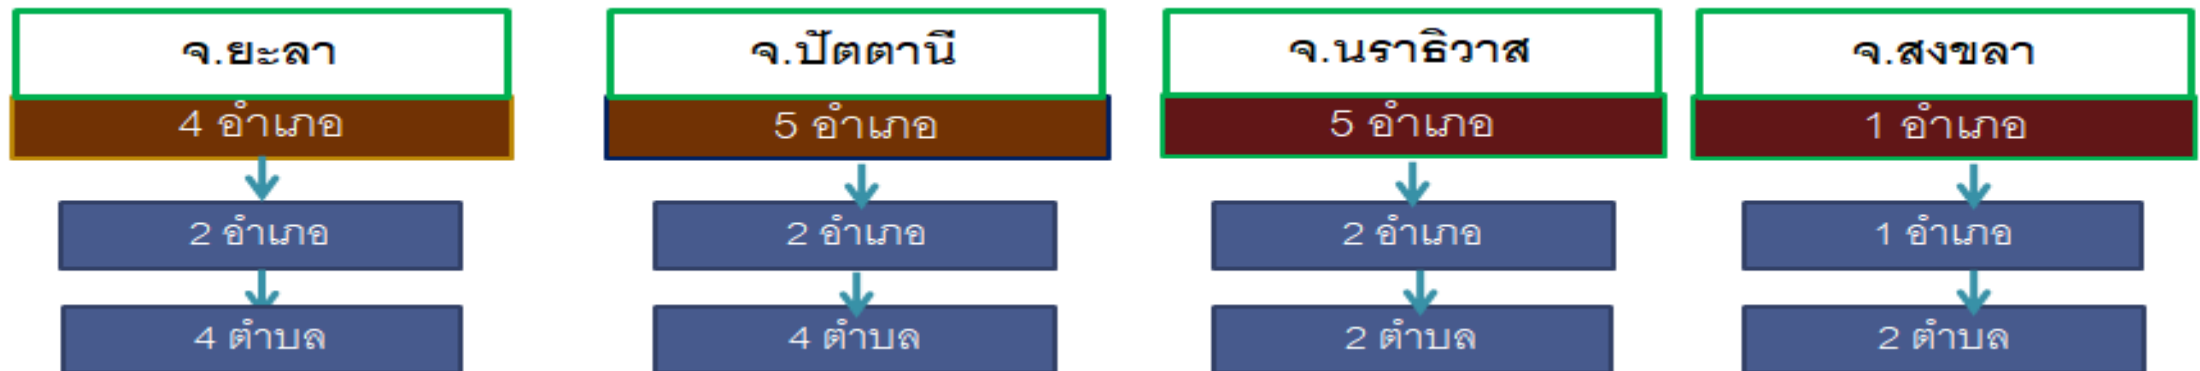 จ.ยะลา
4 อำเภอ
2 อำเภอ
4 ตำบล
จ.ปัตตานี
5 อำเภอ
2 อำเภอ
4 ตำบล
จ.นราธิวาส
5 อำเภอ
2 อำเภอ
2 ตำบล
จ.สงขลา
1 อำเภอ
1 อำเภอ
2 ตำบล